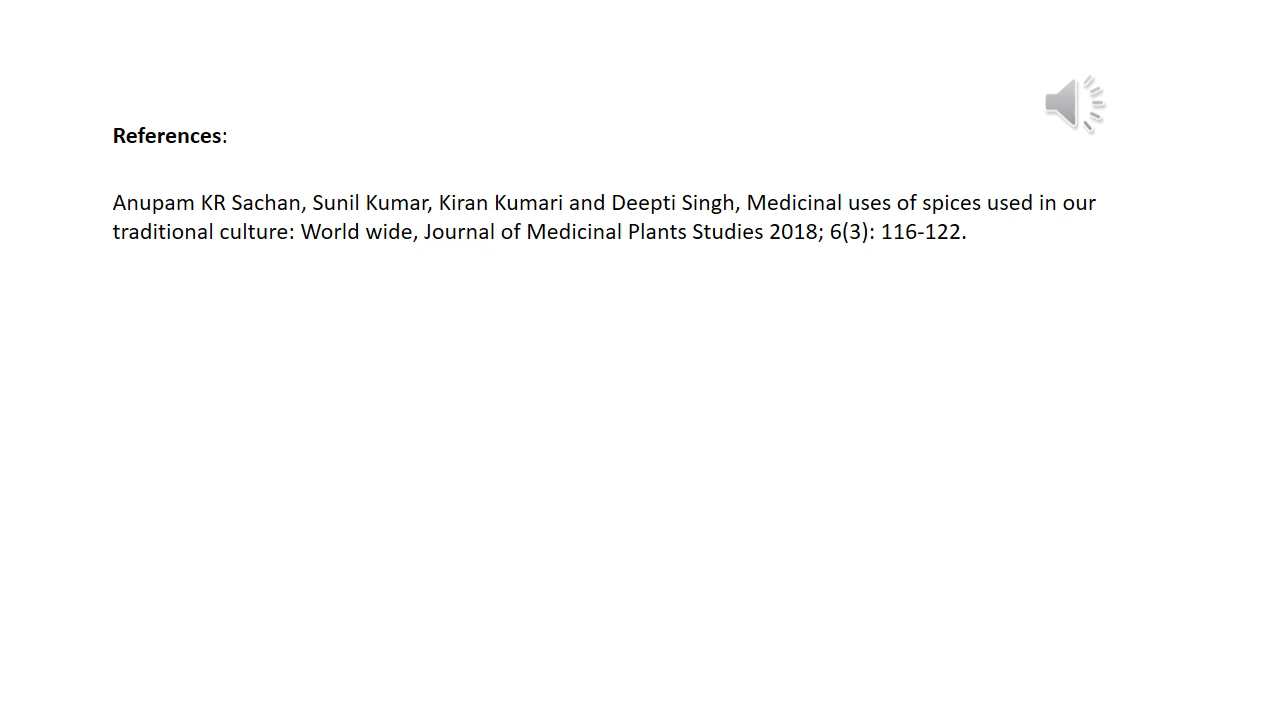 References:
Anupam KR Sachan, Sunil Kumar, Kiran Kumari and Deepti Singh, Medicinal uses of spices used in our
traditional culture: World wide, Journal of Medicinal Plants Studies 2018; 6(3): 116-122.